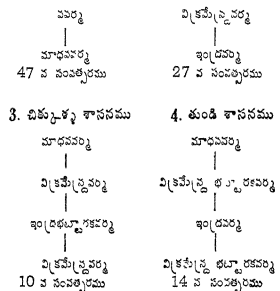 వవర్మ
మాధవవర్మ
47 వ సంవత్సరము
విక్రమేన్ద్రవర్మ
ఇంద్రవర్మ
27 వ సంవత్సరము
3. చిక్కుళ్ళ శాసనము
మాధవవర్మ
విక్రమేన్ద్రవర్మ
ఇంద్రభట్టారకవర్మ
విక్రమేన్ద్రవర్మ
10 వ సంవత్సరము
4. తుండి శాసనము
మాధవవర్మ
విక్రమేన్ద్ర భట్టారకవర్మ
ఇంద్రవర్మ
విక్రమేన్ద్ర భట్టారకవర్మ
14 వ సంవత్సరము